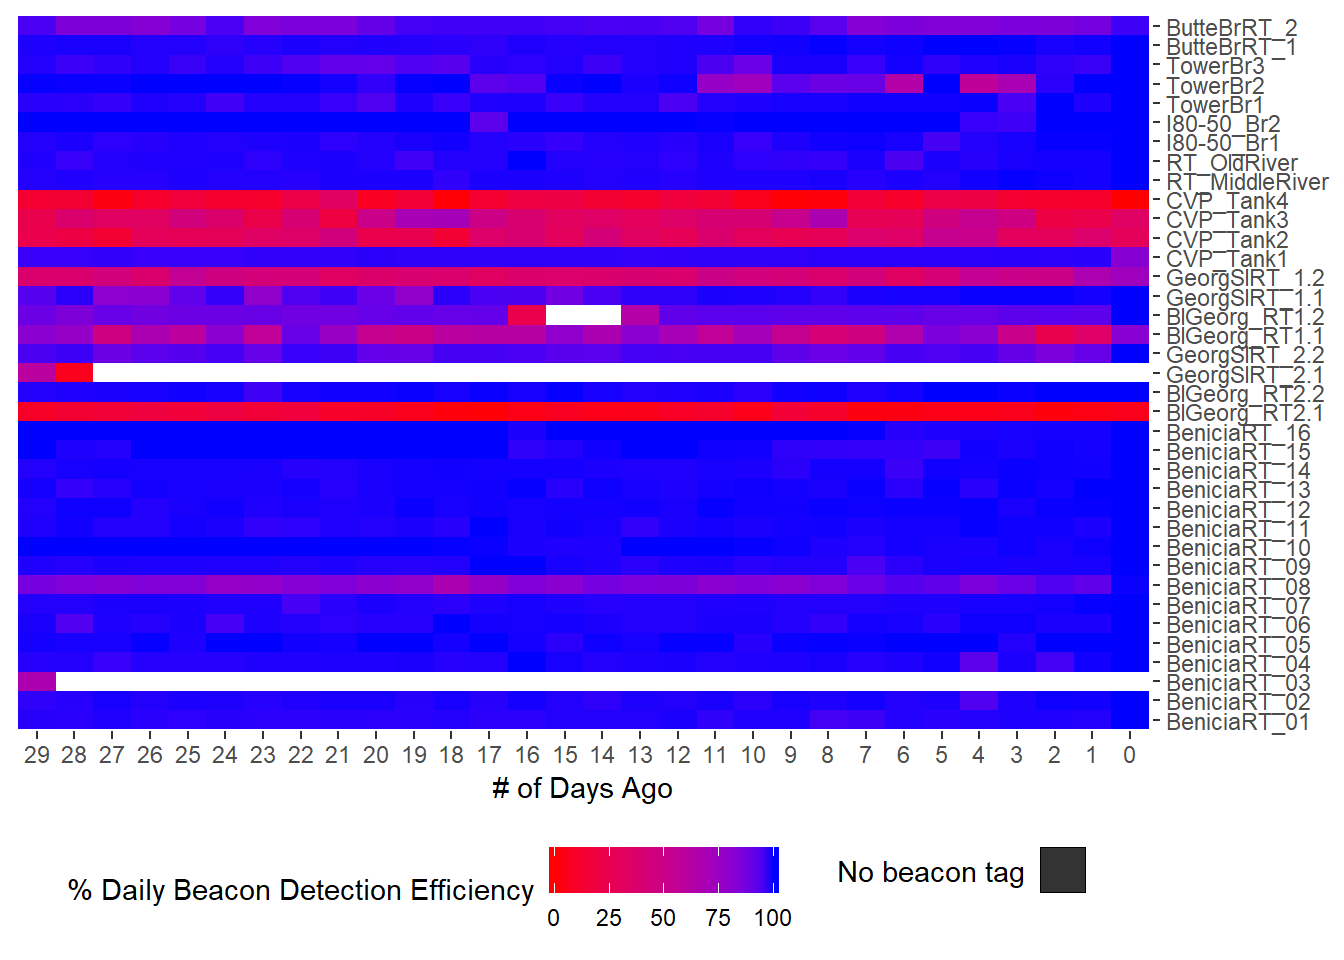 ButteBrRT_2
ButteBrRT_1
TowerBr3
TowerBr2
TowerBr1
I80-50_Br2
I80-50_Br1
RT_OldRiver
RT_MiddleRiver
CVP_Tank4
CVP_Tank3
CVP_Tank2
CVP_Tank1
GeorgSlRT_1.2
GeorgSlRT_1.1
BlGeorg_RT1.2
BlGeorg_RT1.1
GeorgSlRT_2.2
GeorgSlRT_2.1
BlGeorg_RT2.2
BlGeorg_RT2.1
BeniciaRT_16
BeniciaRT_15
BeniciaRT_14
BeniciaRT_13
BeniciaRT_12
BeniciaRT_11
BeniciaRT_10
BeniciaRT_09
BeniciaRT_08
BeniciaRT_07
BeniciaRT_06
BeniciaRT_05
BeniciaRT_04
BeniciaRT_03
BeniciaRT_02
BeniciaRT_01
29 28 27 26 25 24 23 22 21 20 19 18 17 16 15 14 13 12 11 10 9 8 7 6 5 4 3 2 1 0
# of Days Ago
% Daily Beacon Detection Efficiency
0 25 50 75 100
No beacon tag